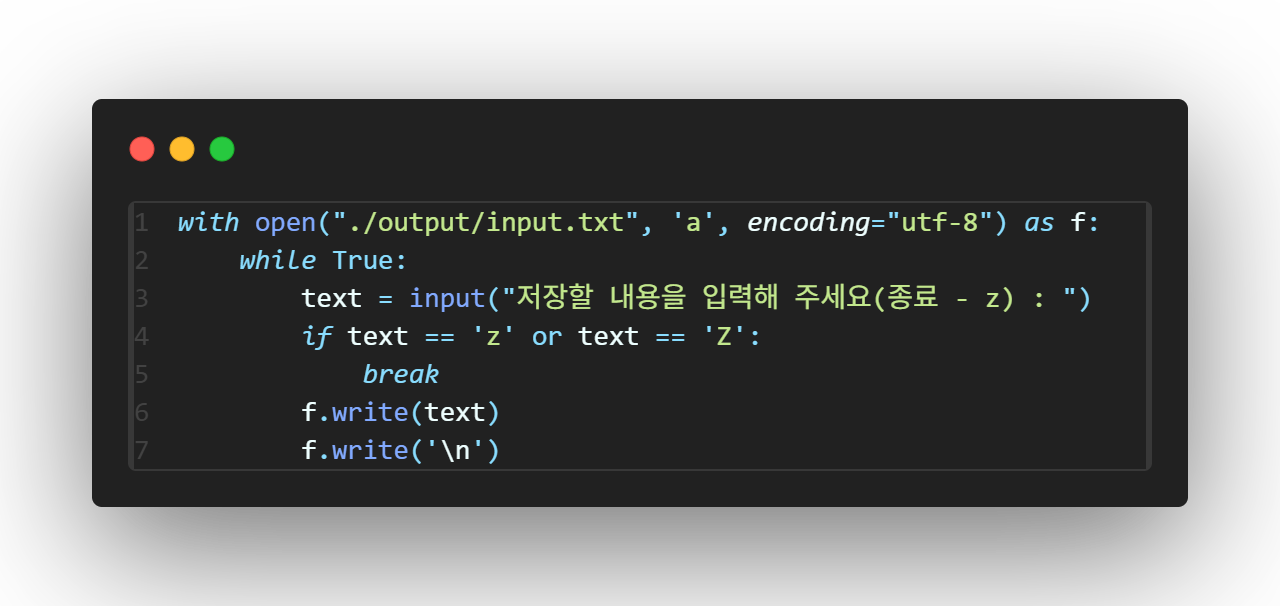 1 with open("./output/input.txt", 'a', encoding="utf-8") as f:
2     while True:
3         text = input("저장할 내용을 입력해 주세요(종료 - z) : ")
4         if text == 'z' or text == 'Z':
5             break
6         f.write(text)
7         f.write('\n')